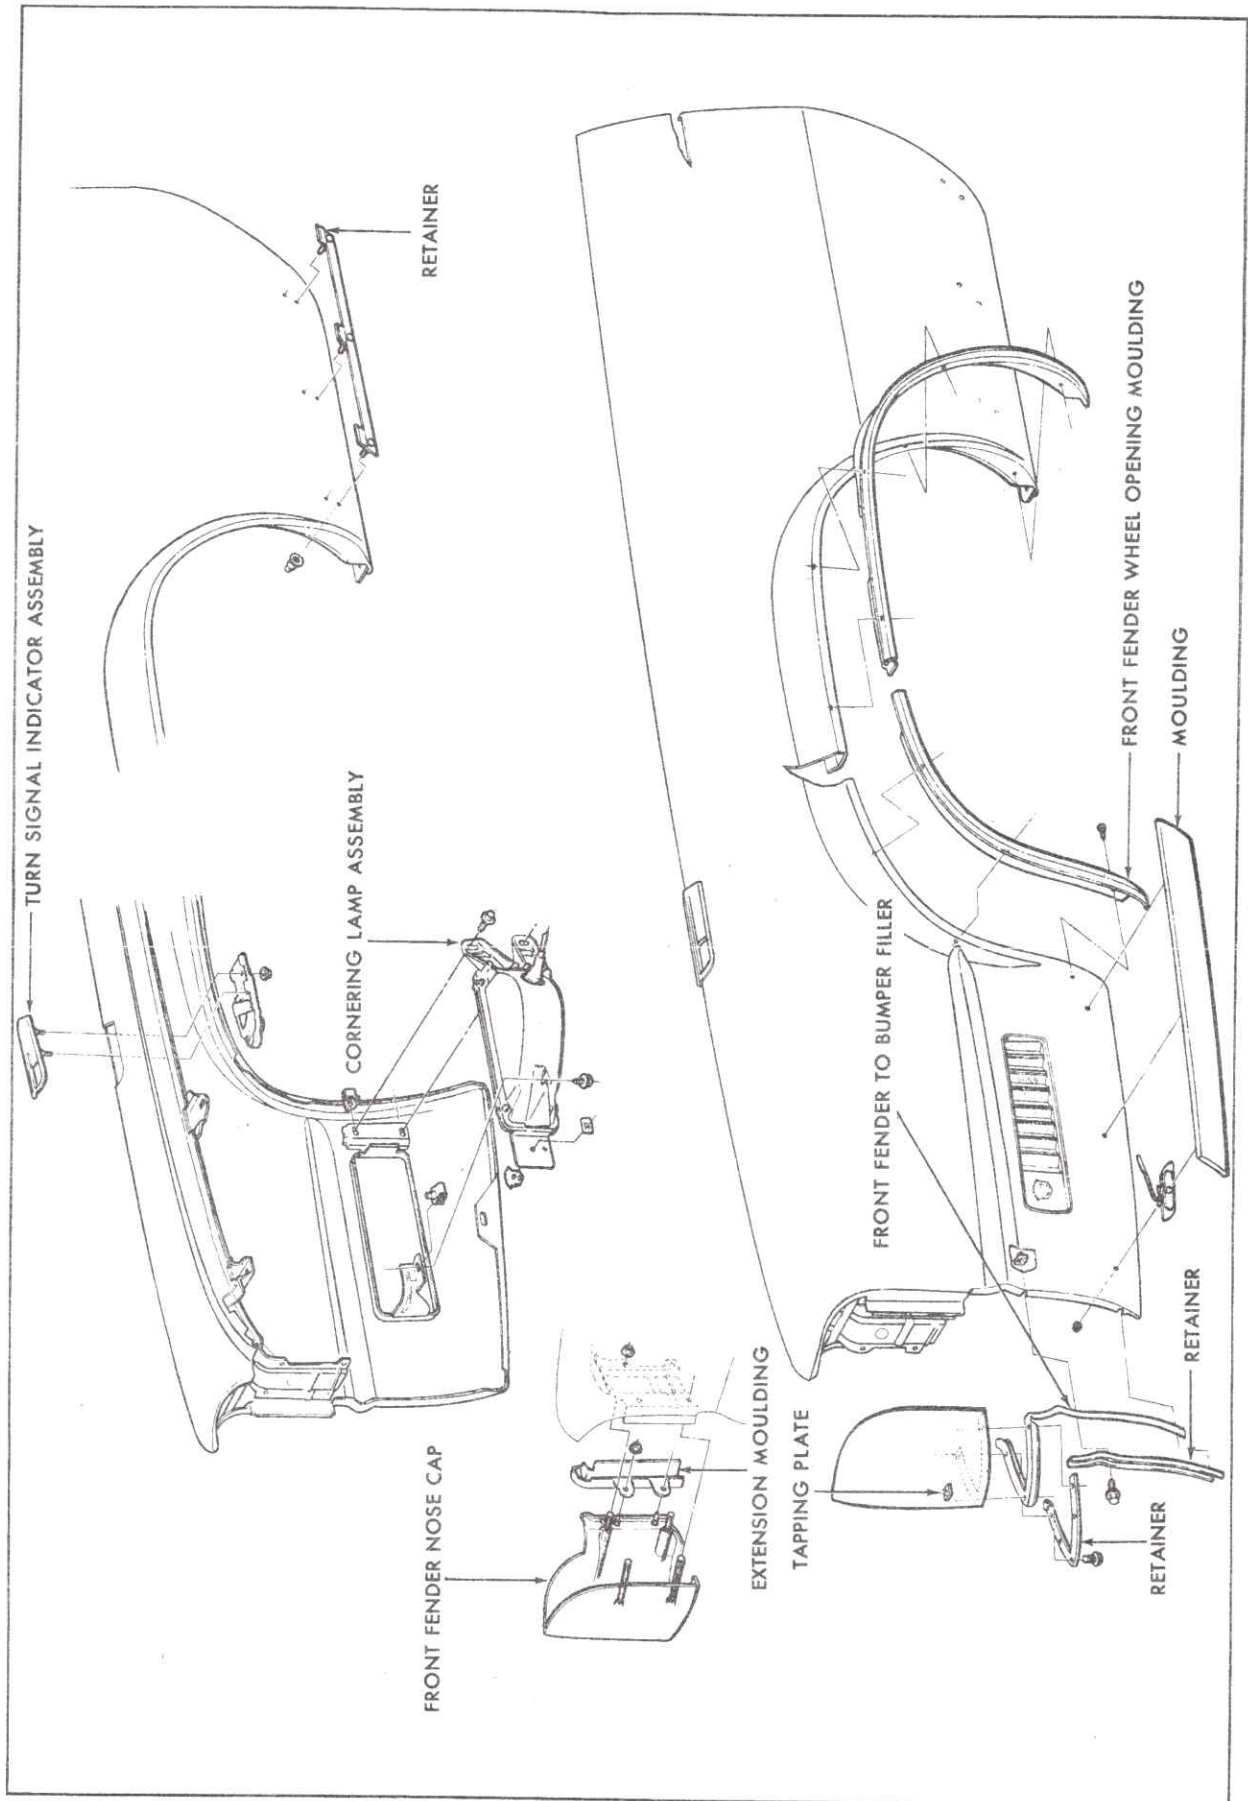 TURN SIGNAL INDICATOR ASSEMBLY
RETAINER
CORNERING LAMP ASSEMBLY
FRONT FENDER NOSE CAP
EXTENSION MOULDING
TAPPING PLATE
FRONT FENDER TO BUMPER FILLER
FRONT FENDER WHEEL OPENING MOULDING
MOULDING
RETAINER
RETAINER